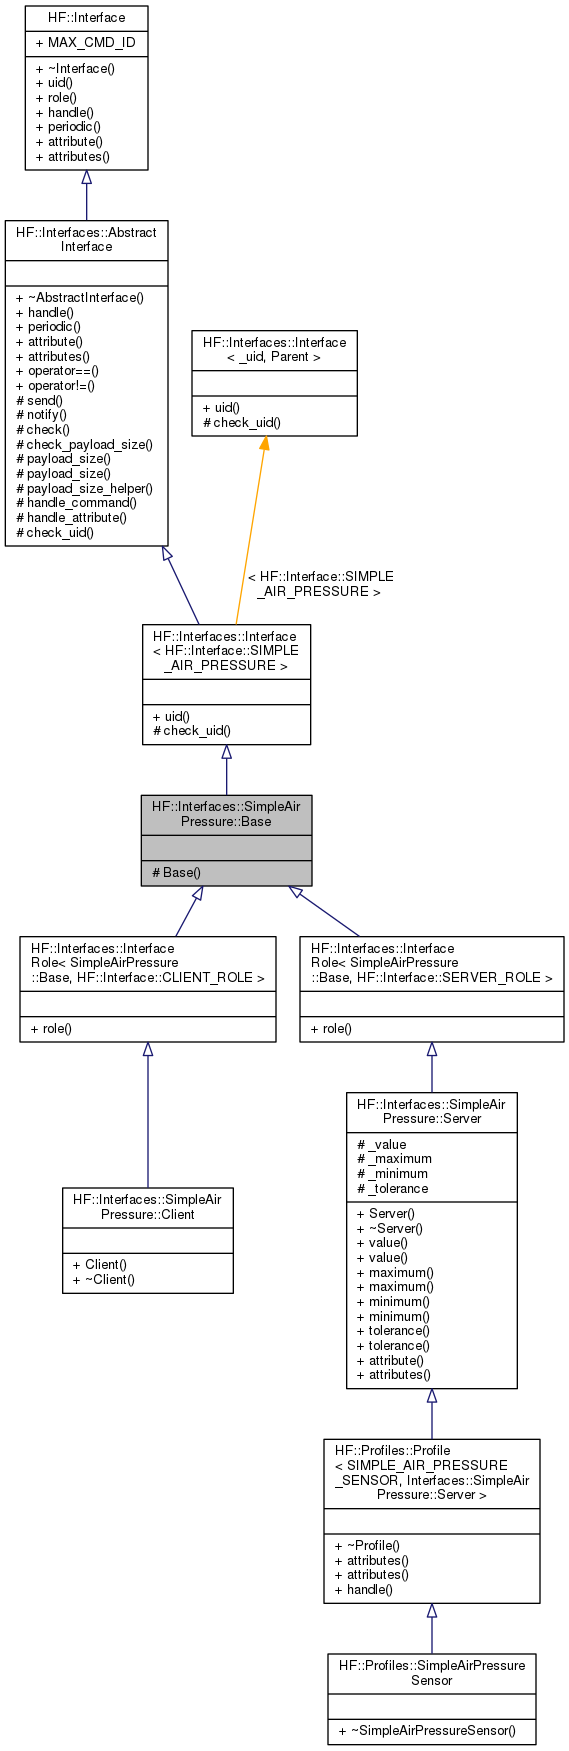 HF::Interface
+ MAX_CMD_ID
+ ~Interface()
+ uid()
+ role()
+ handle()
+ periodic()
+ attribute()
+ attributes()
HF::Interfaces::Abstract
Interface
+ ~AbstractInterface()
+ handle()
+ periodic()
+ attribute()
+ attributes()
+ operator==()
+ operator!=()
# send()
# notify()
# check()
# check_payload_size()
# payload_size()
# payload_size()
# payload_size_helper()
# handle_command()
# handle_attribute()
# check_uid()
HF::Interfaces::Interface
< _uid, Parent >
+ uid()
# check_uid()
< HF::Interface::SIMPLE
_AIR_PRESSURE >
HF::Interfaces::Interface
< HF::Interface::SIMPLE
_AIR_PRESSURE >
+ uid()
# check_uid()
HF::Interfaces::SimpleAir
Pressure::Base
# Base()
HF::Interfaces::Interface
Role< SimpleAirPressure
::Base, HF::Interface::CLIENT_ROLE >
+ role()
HF::Interfaces::Interface
Role< SimpleAirPressure
::Base, HF::Interface::SERVER_ROLE >
+ role()
HF::Interfaces::SimpleAir
Pressure::Client
+ Client()
+ ~Client()
HF::Interfaces::SimpleAir
Pressure::Server
# _value
# _maximum
# _minimum
# _tolerance
+ Server()
+ ~Server()
+ value()
+ value()
+ maximum()
+ maximum()
+ minimum()
+ minimum()
+ tolerance()
+ tolerance()
+ attribute()
+ attributes()
HF::Profiles::Profile
< SIMPLE_AIR_PRESSURE
_SENSOR, Interfaces::SimpleAir
Pressure::Server >
+ ~Profile()
+ attributes()
+ attributes()
+ handle()
HF::Profiles::SimpleAirPressure
Sensor
+ ~SimpleAirPressureSensor()